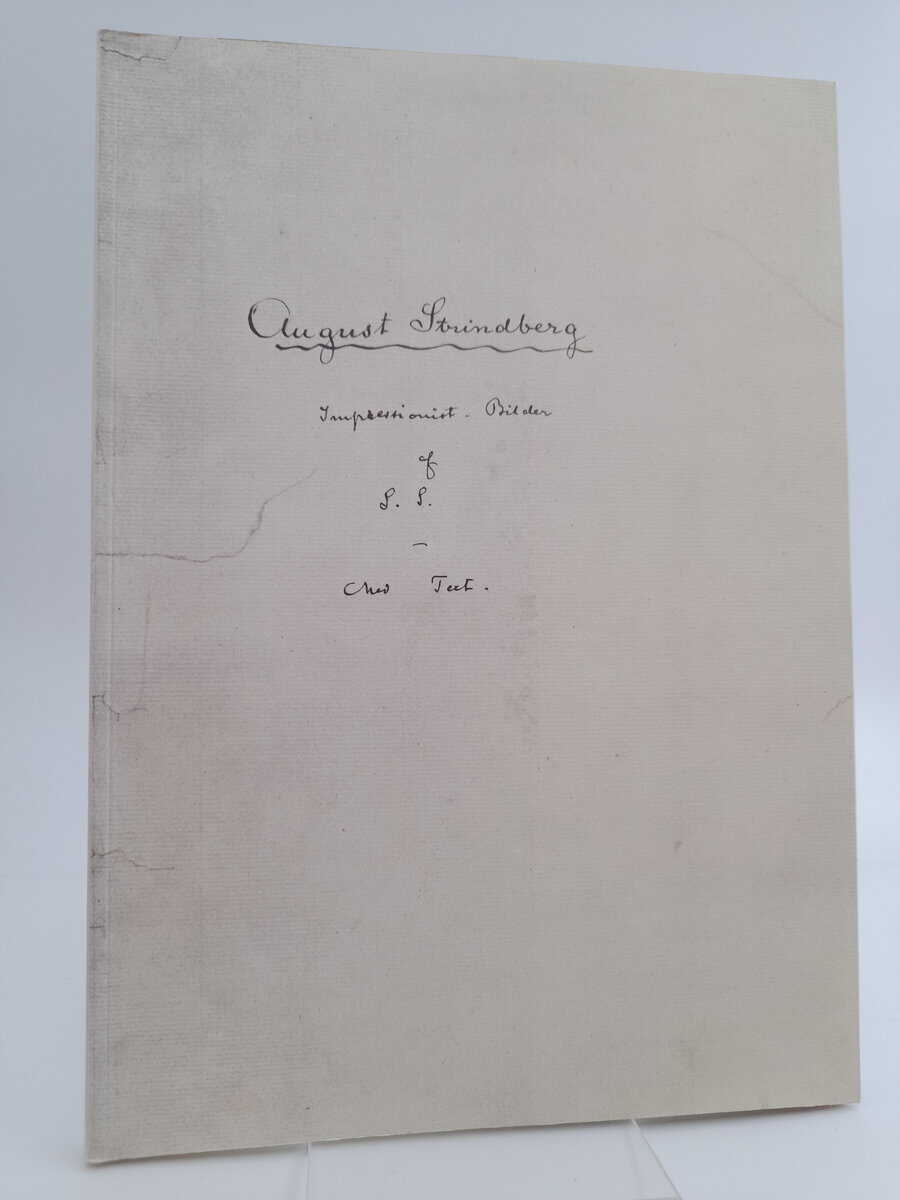 August Strindberg
Impressionist-Bilder
af
S. S.
–
Med Text.